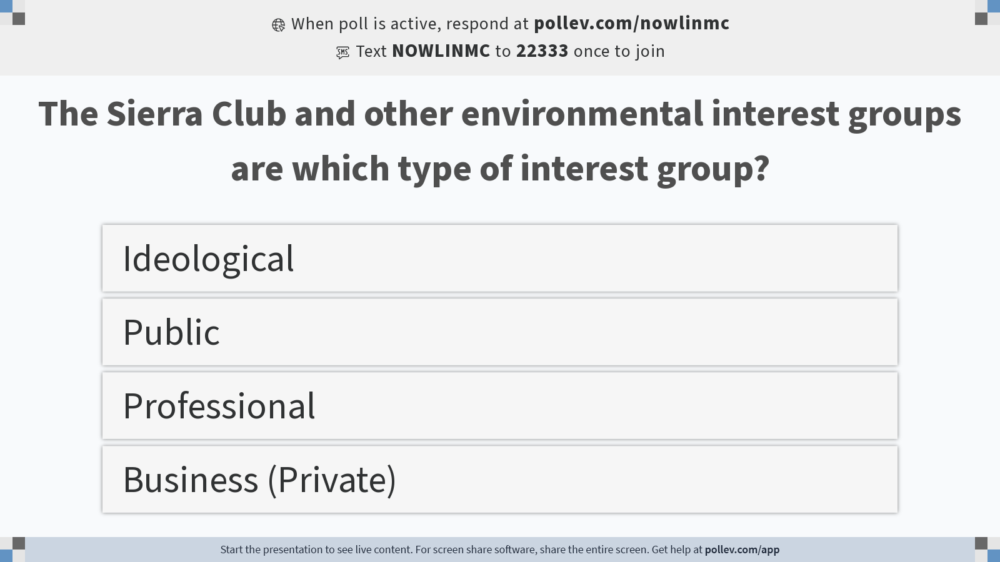 When poll is active, respond at pollev.com/nowlinmc
SMS Text NOWLINMC to 22333 once to join
The Sierra Club and other environmental interest groups
are which type of interest group?
Ideological
Public
Professional
Business (Private)
Start the presentation to see live content. For screen share software, share the entire screen. Get help at pollev.com/app